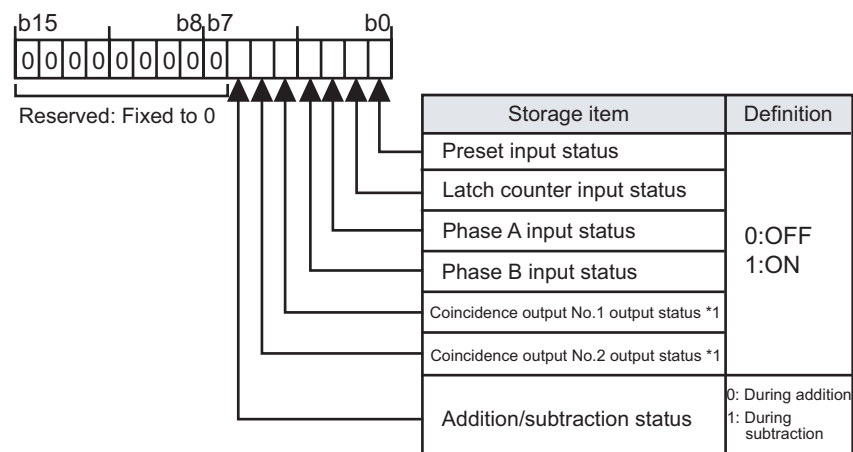 b15 b8 b7 b0
0 0 0 0 0 0 0 0 0
Reserved: Fixed to 0
Storage item Definition
Preset input status
Latch counter input status
Phase A input status
Phase B input status
0:OFF
1:ON
Coincidence output No.1 output status *1
Coincidence output No.2 output status *1
Addition/subtraction status
0: During addition
1: During
subtraction